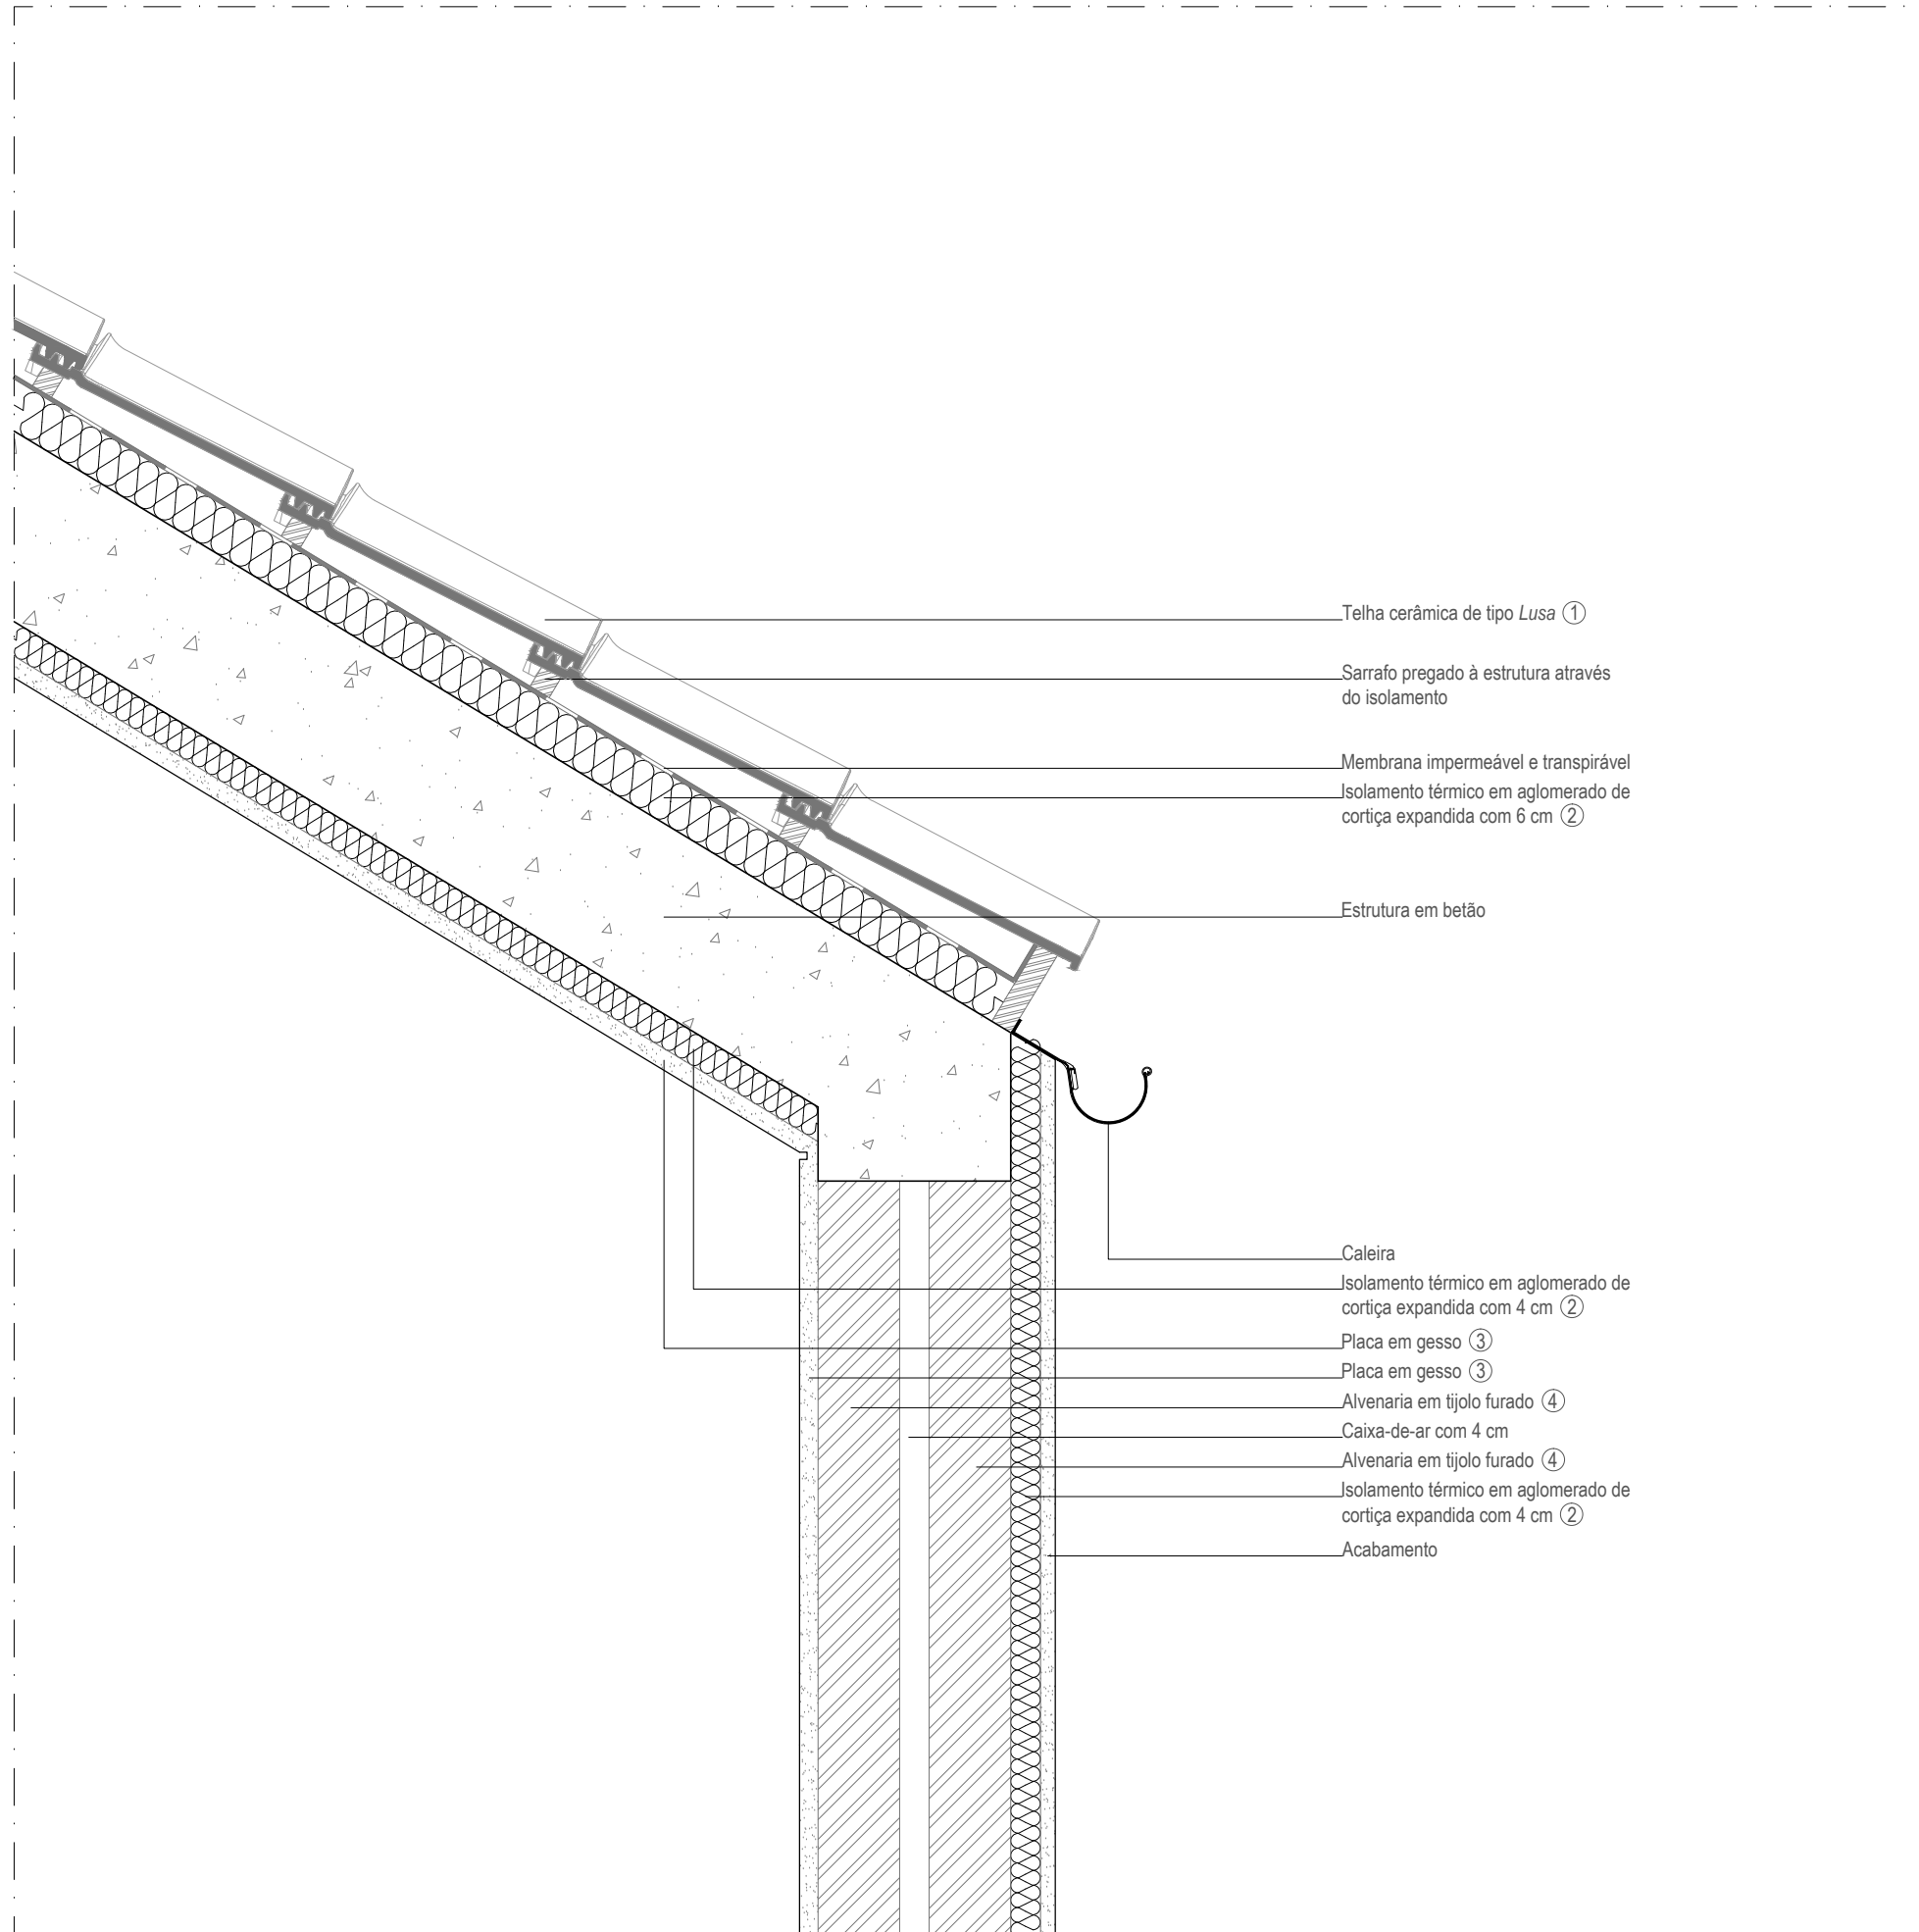 Telha cerâmica de tipo Lusa ①
Sarrafo pregado à estrutura através
do isolamento
Membrana impermeável e transpirável
Isolamento térmico em aglomerado de
cortiça expandida com 6 cm ②
Estrutura em betão
Caleira
Isolamento térmico em aglomerado de
cortiça expandida com 4 cm ②
Placa em gesso ③
Placa em gesso ③
Alvenaria em tijolo furado ④
Caixa-de-ar com 4 cm
Alvenaria em tijolo furado ④
Isolamento térmico em aglomerado de
cortiça expandida com 4 cm ②
Acabamento